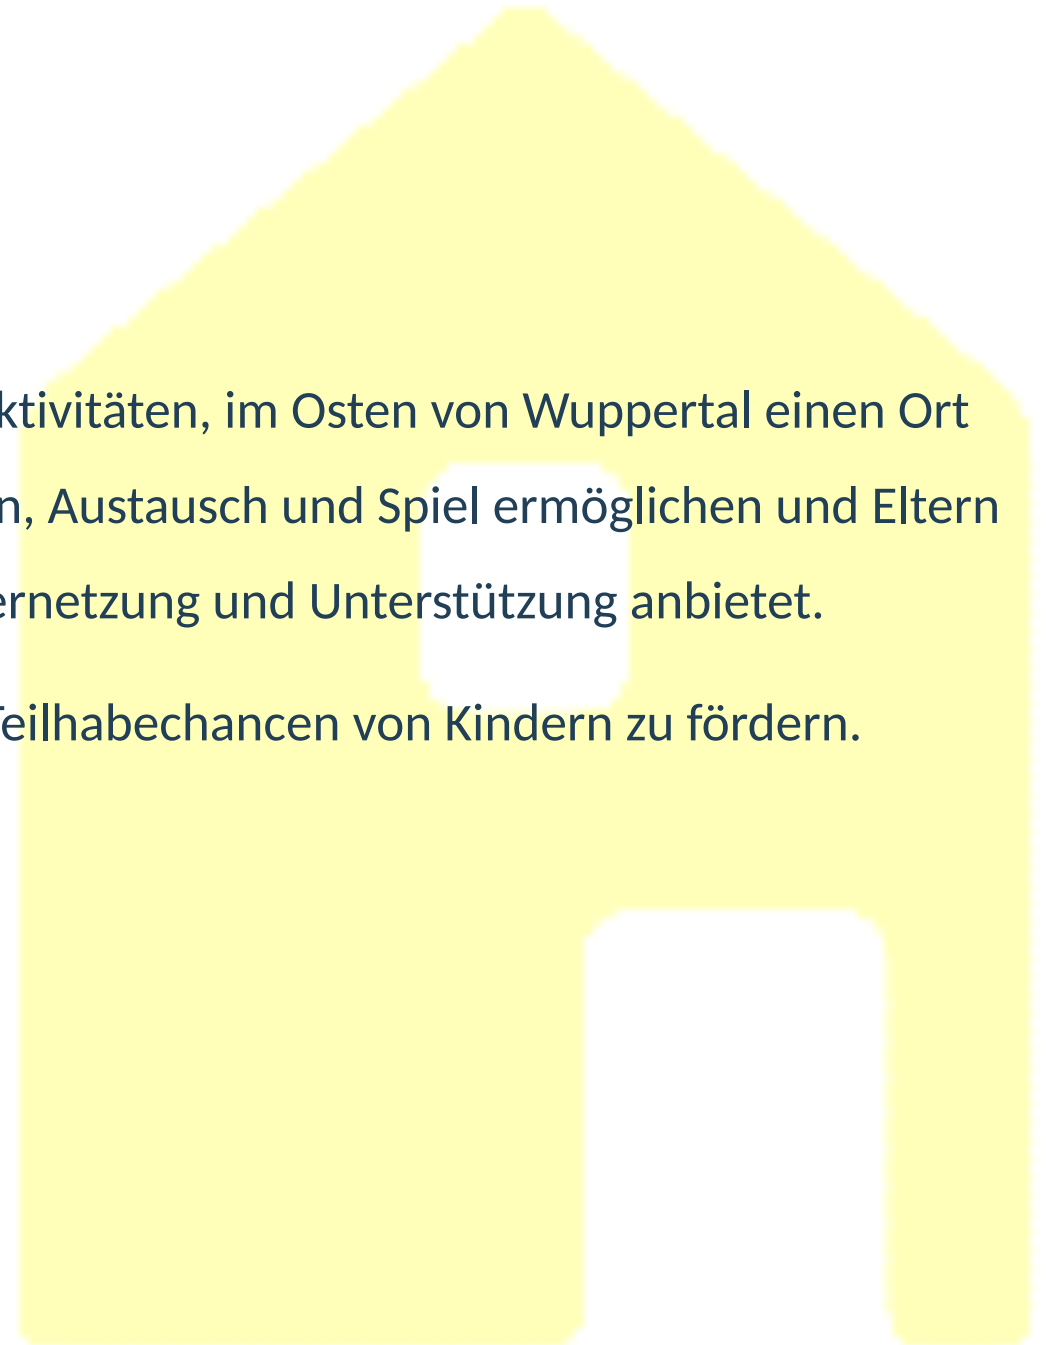 ktivitäten, im Osten von Wuppertal einen Ort
n, Austausch und Spiel ermöglichen und Eltern
ernetzung und Unterstützung anbietet.
Teilhabechancen von Kindern zu fördern.